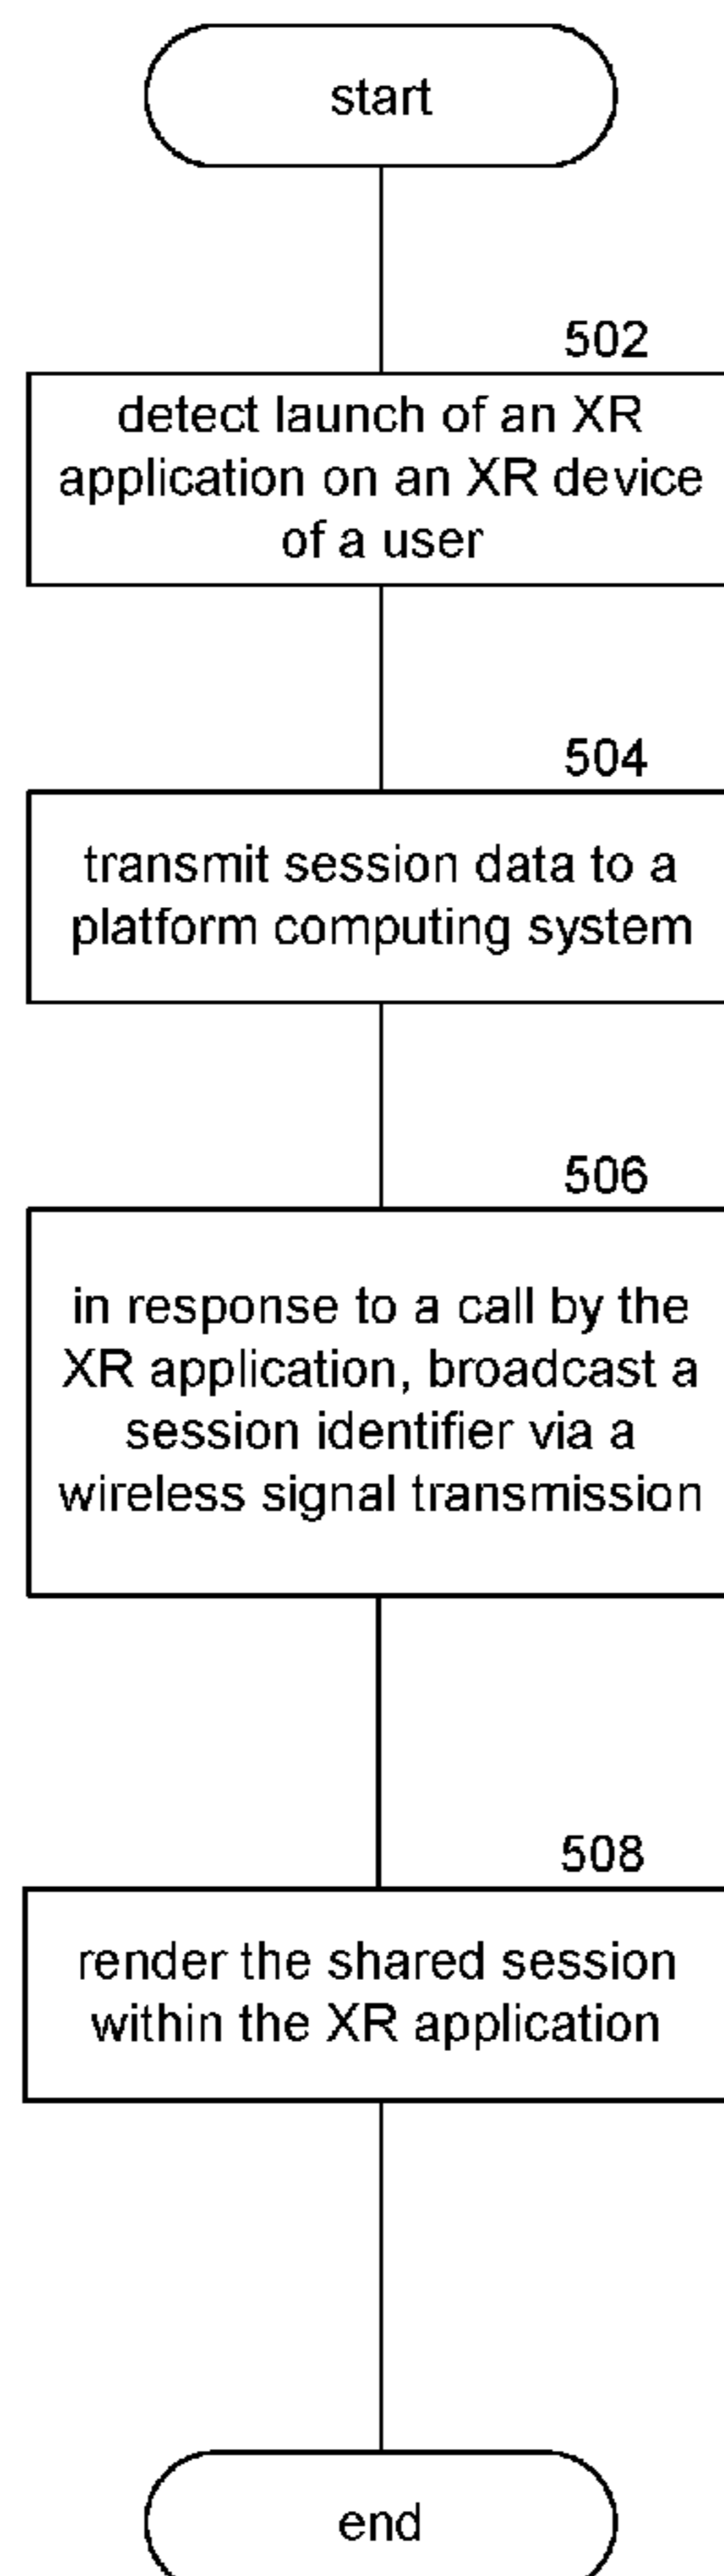 start
502
detect launch of an XR
application on an XR device
of a user
504
transmit session data to a
platform computing system
506
in response to a call by the
XR application, broadcast a
session identifier via a
wireless signal transmission
508
render the shared session
within the XR application
end